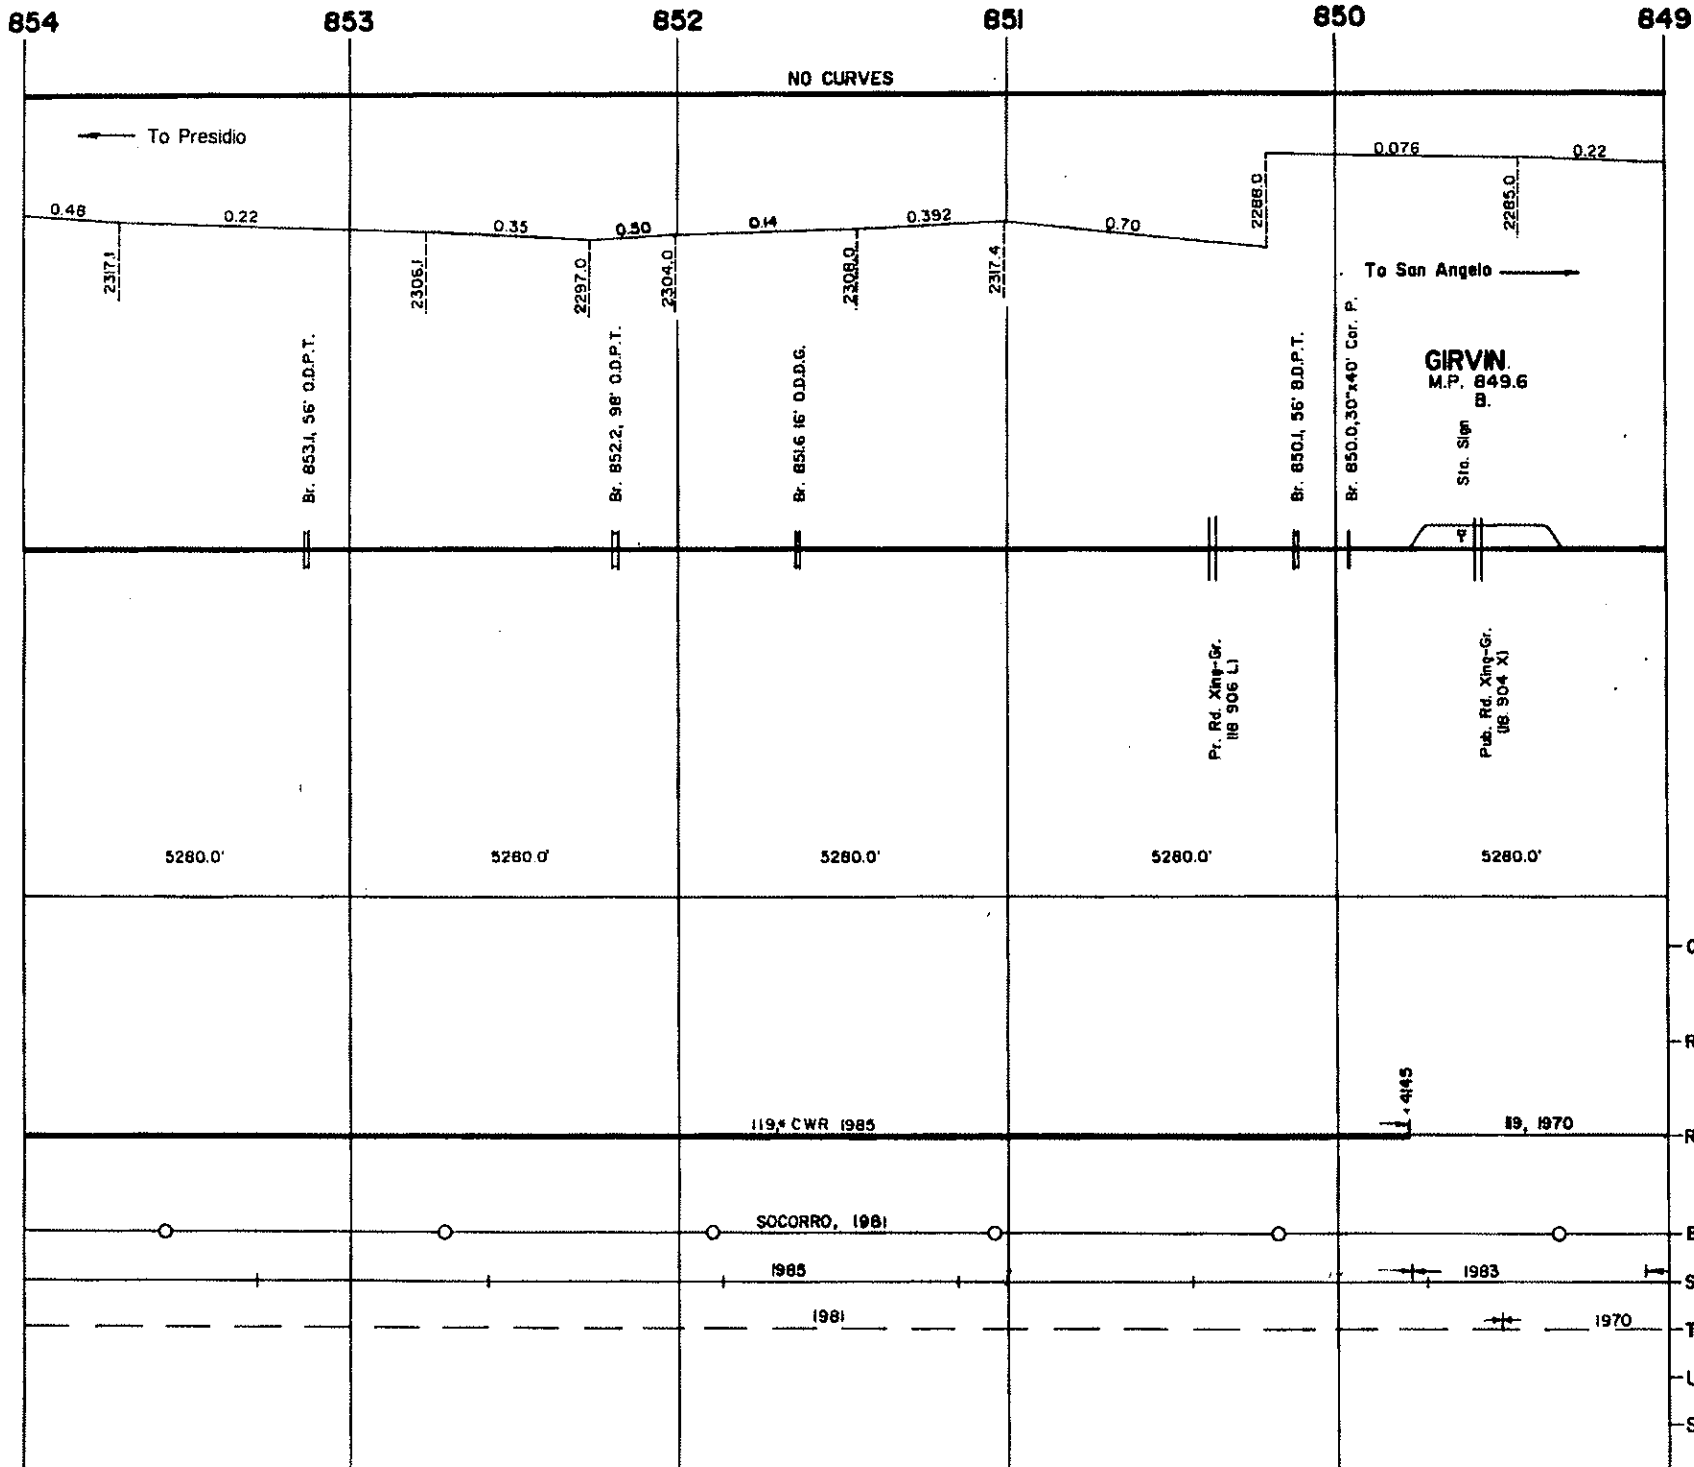 854 853 852 851 850 849
NO CURVES
To Presidio
0.48 0.22 0.35 0.50 0.14 0.392 0.70 0.076 0.22
2317.1 2306.1 2297.0 2304.0 2308.0 2317.4 2288.0 2285.0
To San Angelo
Br. 853.1, 56' O.D.P.T.
Br. 852.2, 98' O.D.P.T.
Br. 851.6 16' O.D.D.G.
Br. 850.1, 56' B.D.P.T.
Br. 850.0, 30"x40' Cor. P.
GIRVIN.
M.P. 849.6
B.
Sta. Sign
Pr. Rd. Xing-Gr.
(118 906 L)
Pub. Rd. Xing-Gr.
(118 904 X)
5280.0' 5280.0' 5280.0' 5280.0' 5280.0'
4145
119,# CWR 1985
119, 1970
SOCORRO, 1981
1985
1983
1981
1970
R
R
E
S
T
S